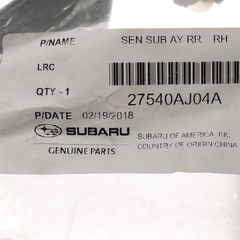 P/NAME SEN SUB AY RR RH
LRC
QTY - 1 27540AJ04A
P/DATE 02/19/2018
SUBARU SUBARU OF AMERICA, INC
GENUINE PARTS COUNTRY OF ORIGIN CHINA